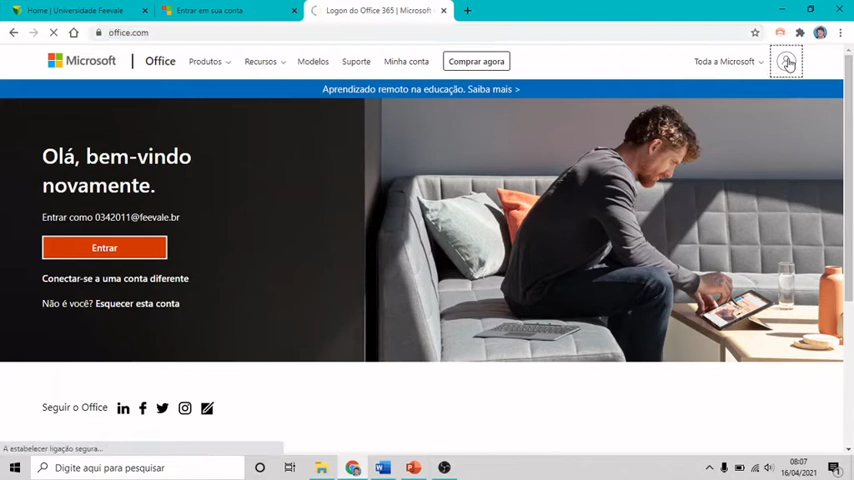 Home | Universidade Feevale
Entrar em sua conta
Logon do Office 365 | Microsoft
office.com
Microsoft
Office
Produtos
Recursos
Modelos
Suporte
Minha conta
Comprar agora
Toda a Microsoft
Aprendizado remoto na educação. Saiba mais >
Olá, bem-vindo
novamente.
Entrar como 0342011@feevale.br
Entrar
Conectar-se a uma conta diferente
Não é você? Esquecer esta conta
Seguir o Office
A estabelecer ligação segura...
Digite aqui para pesquisar
08:07
16/04/2021